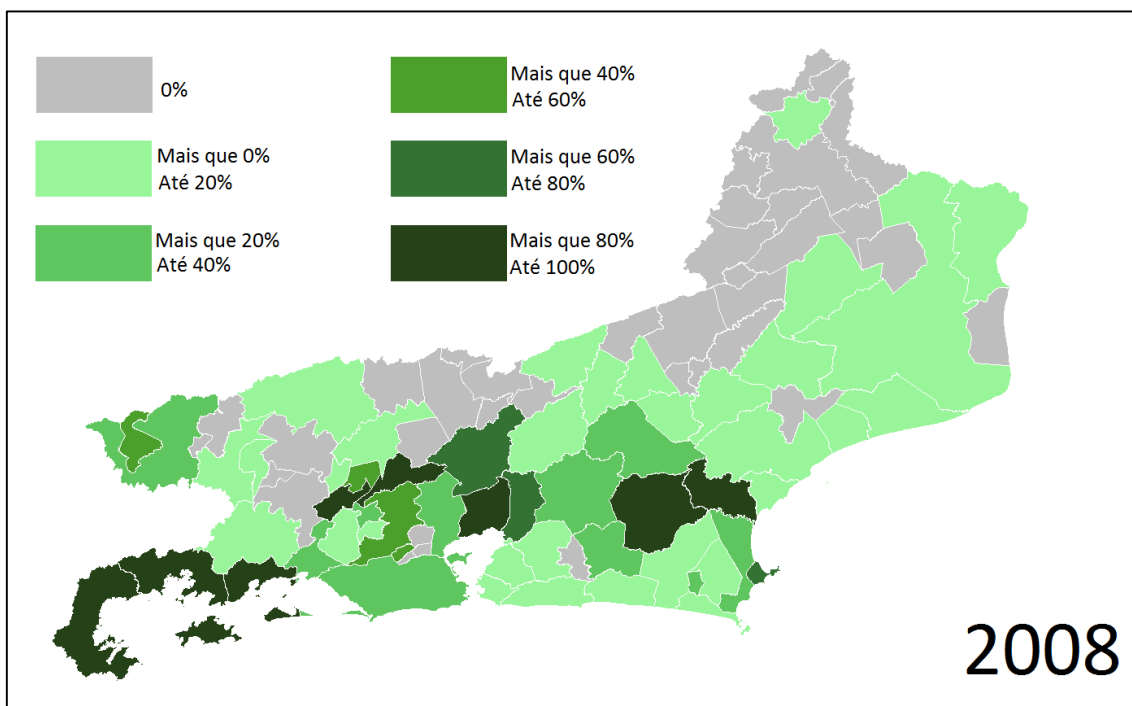 0%
Mais que 0%
Até 20%
Mais que 20%
Até 40%
Mais que 40%
Até 60%
Mais que 60%
Até 80%
Mais que 80%
Até 100%
2008